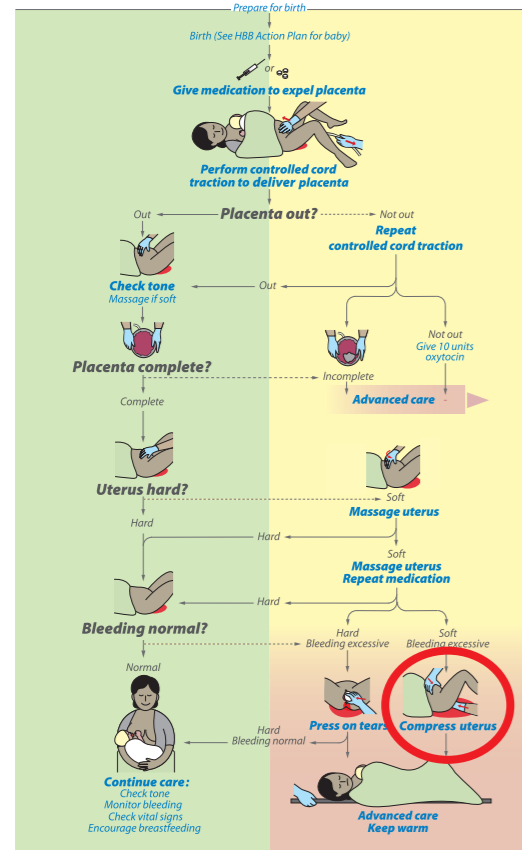 Prepare for birth
Birth (See HBB Action Plan for baby)
or
Give medication to expel placenta
Perform controlled cord
traction to deliver placenta
Out
Placenta out?
Not out
Repeat
controlled cord traction
Out
Check tone
Massage if soft
Not out
Give 10 units
oxytocin
Placenta complete?
Incomplete
Complete
Advanced care
Uterus hard?
Soft
Massage uterus
Hard
Hard
Soft
Massage uterus
Repeat medication
Hard
Bleeding normal?
Hard
Bleeding excessive
Soft
Bleeding excessive
Normal
Press on tears
Compress uterus
Hard
Bleeding normal
Continue care:
Check tone
Monitor bleeding
Check vital signs
Encourage breastfeeding
Advanced care
Keep warm